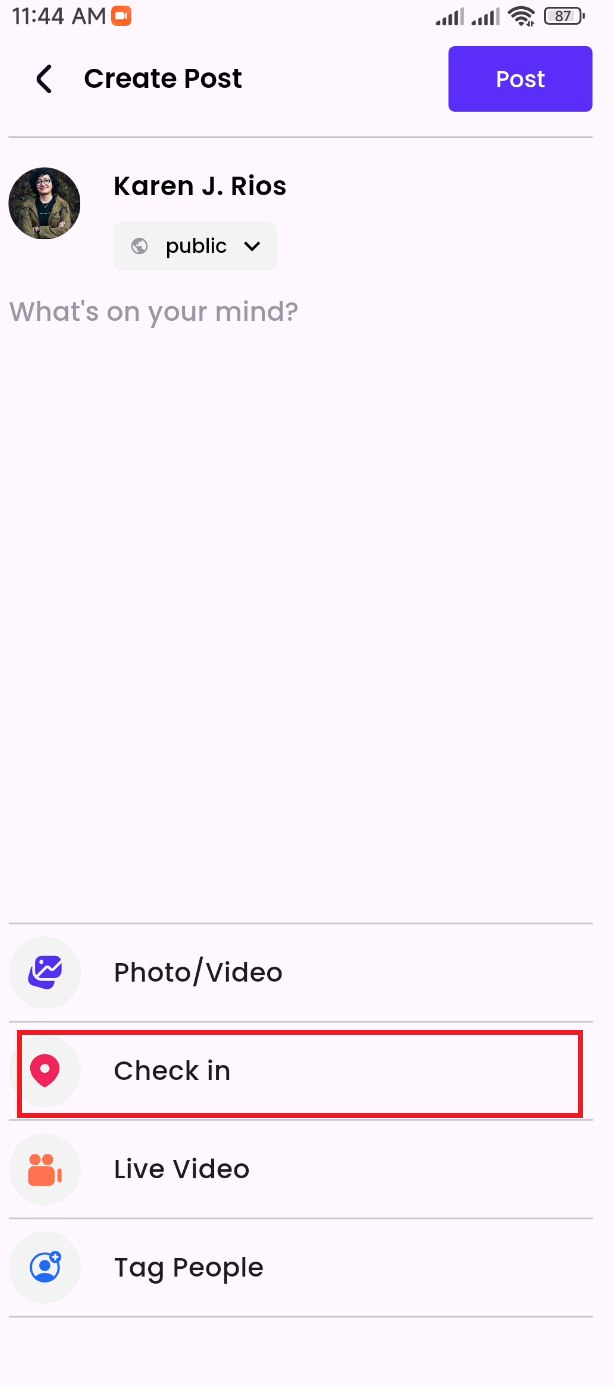 11:44 AM 87
Create Post Post
Karen J. Rios
public
What's on your mind?
Photo/Video
Check in
Live Video
Tag People